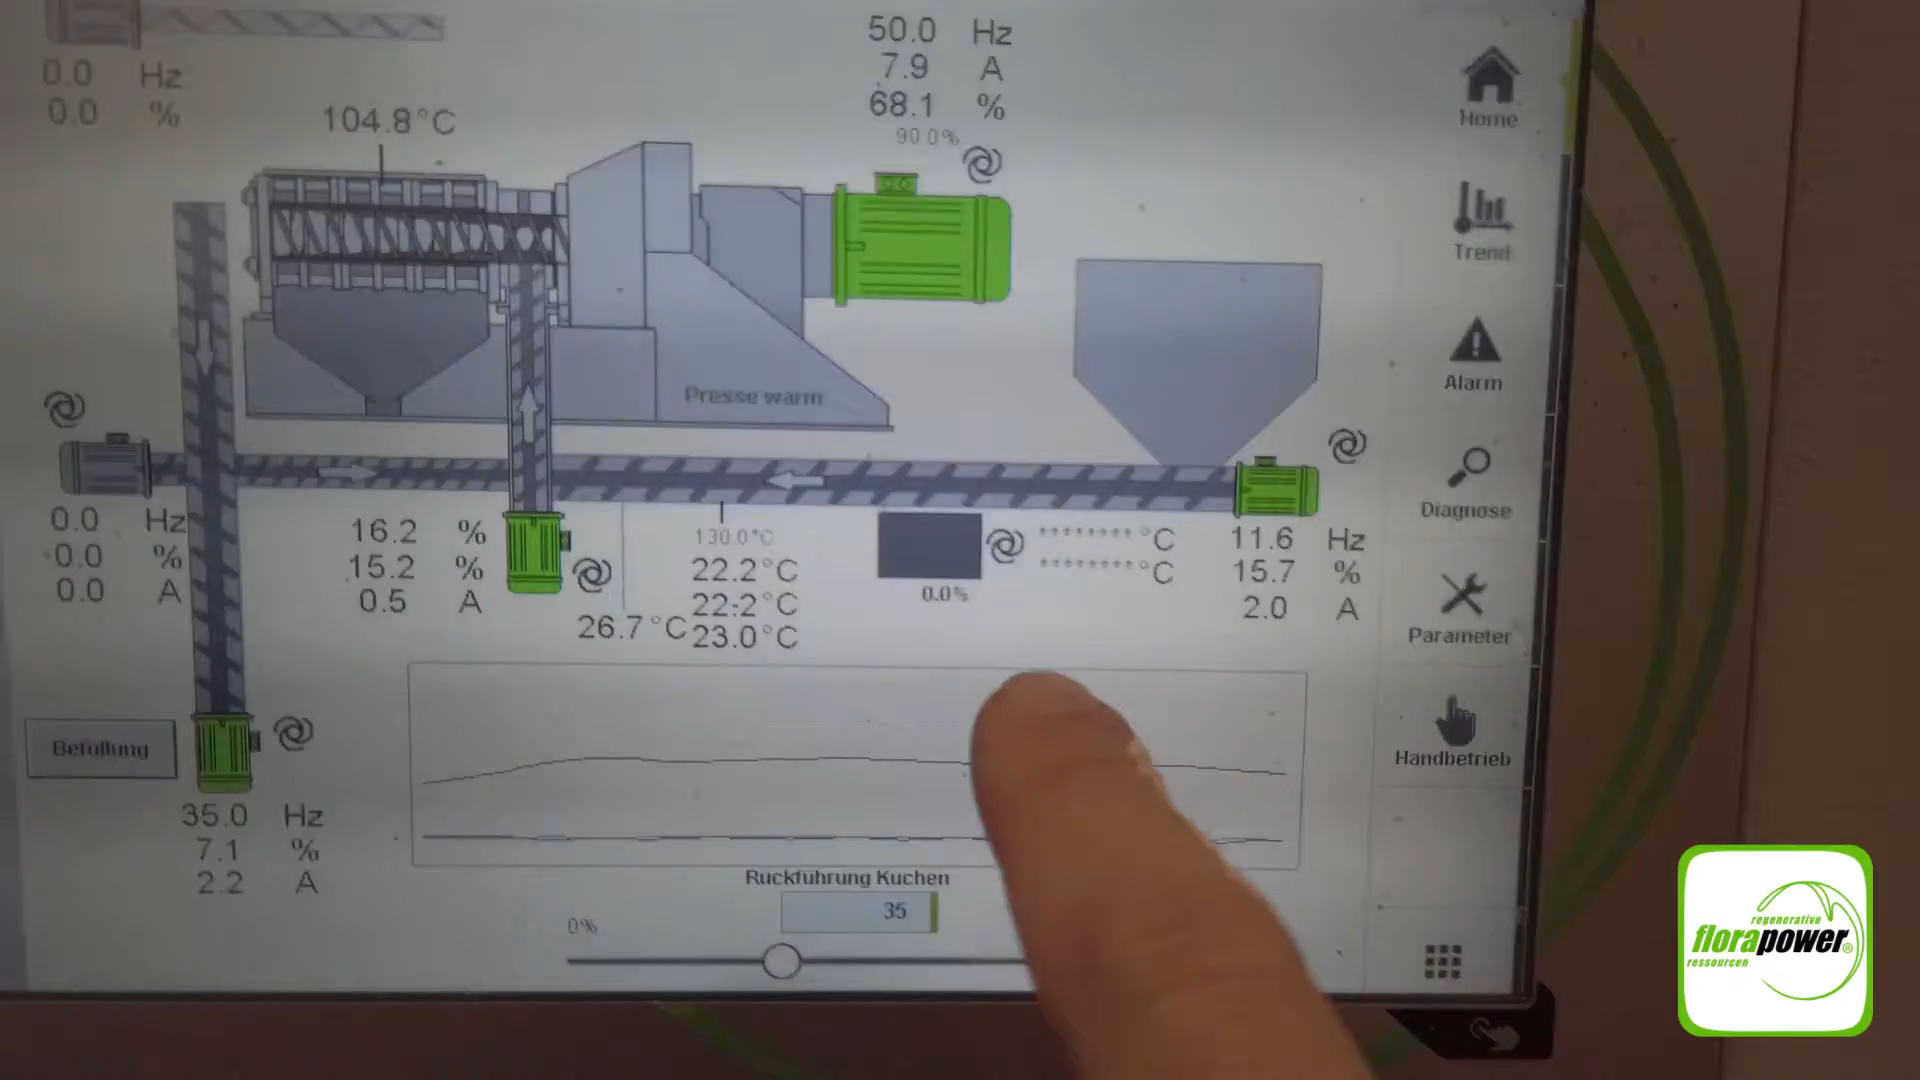 0.0 Hz
0.0 %
104.8°C
50.0 Hz
7.9 A
68.1 %
90.0%
Home
Trend
Alarm
Diagnose
Parameter
Handbetrieb
Presse warm
0.0 Hz
0.0 %
0.0 A
16.2 %
15.2 %
0.5 A
26.7°C
130.0°C
22.2°C
22.2°C
23.0°C
0.0%
********°C
********°C
11.6 Hz
15.7 %
2.0 A
Befüllung
35.0 Hz
7.1 %
2.2 A
Rückführung Kuchen
35
0%
regenerative
florapower®
ressourcen